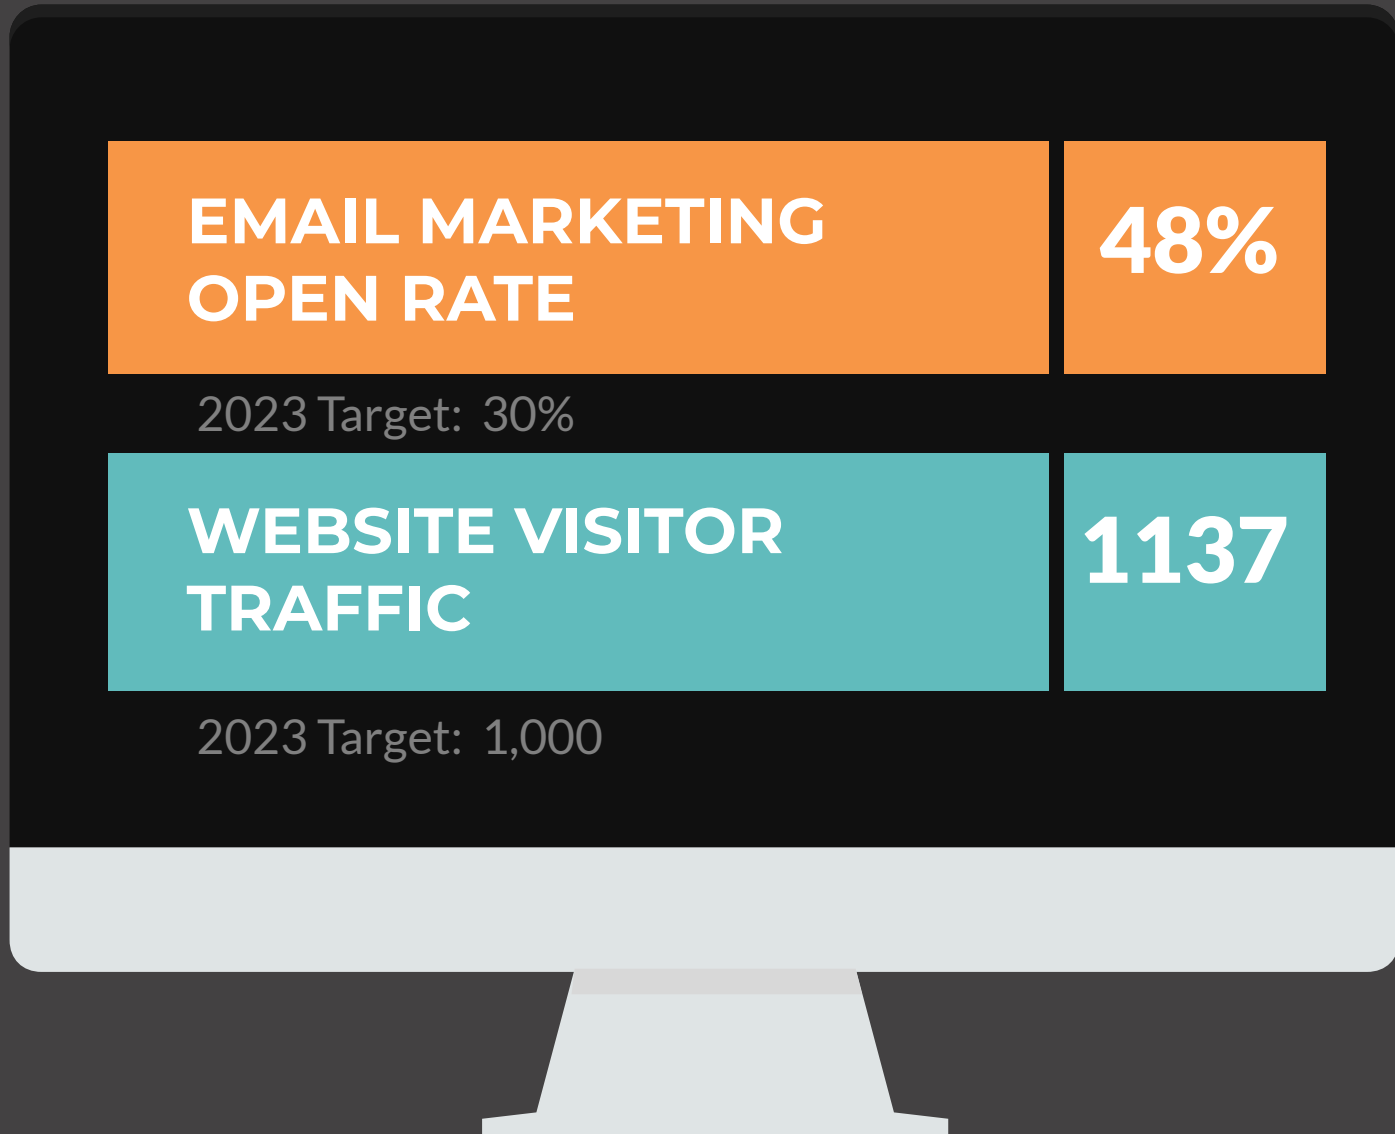 EMAIL MARKETING
OPEN RATE
48%
2023 Target: 30%
WEBSITE VISITOR
TRAFFIC
1137
2023 Target: 1,000